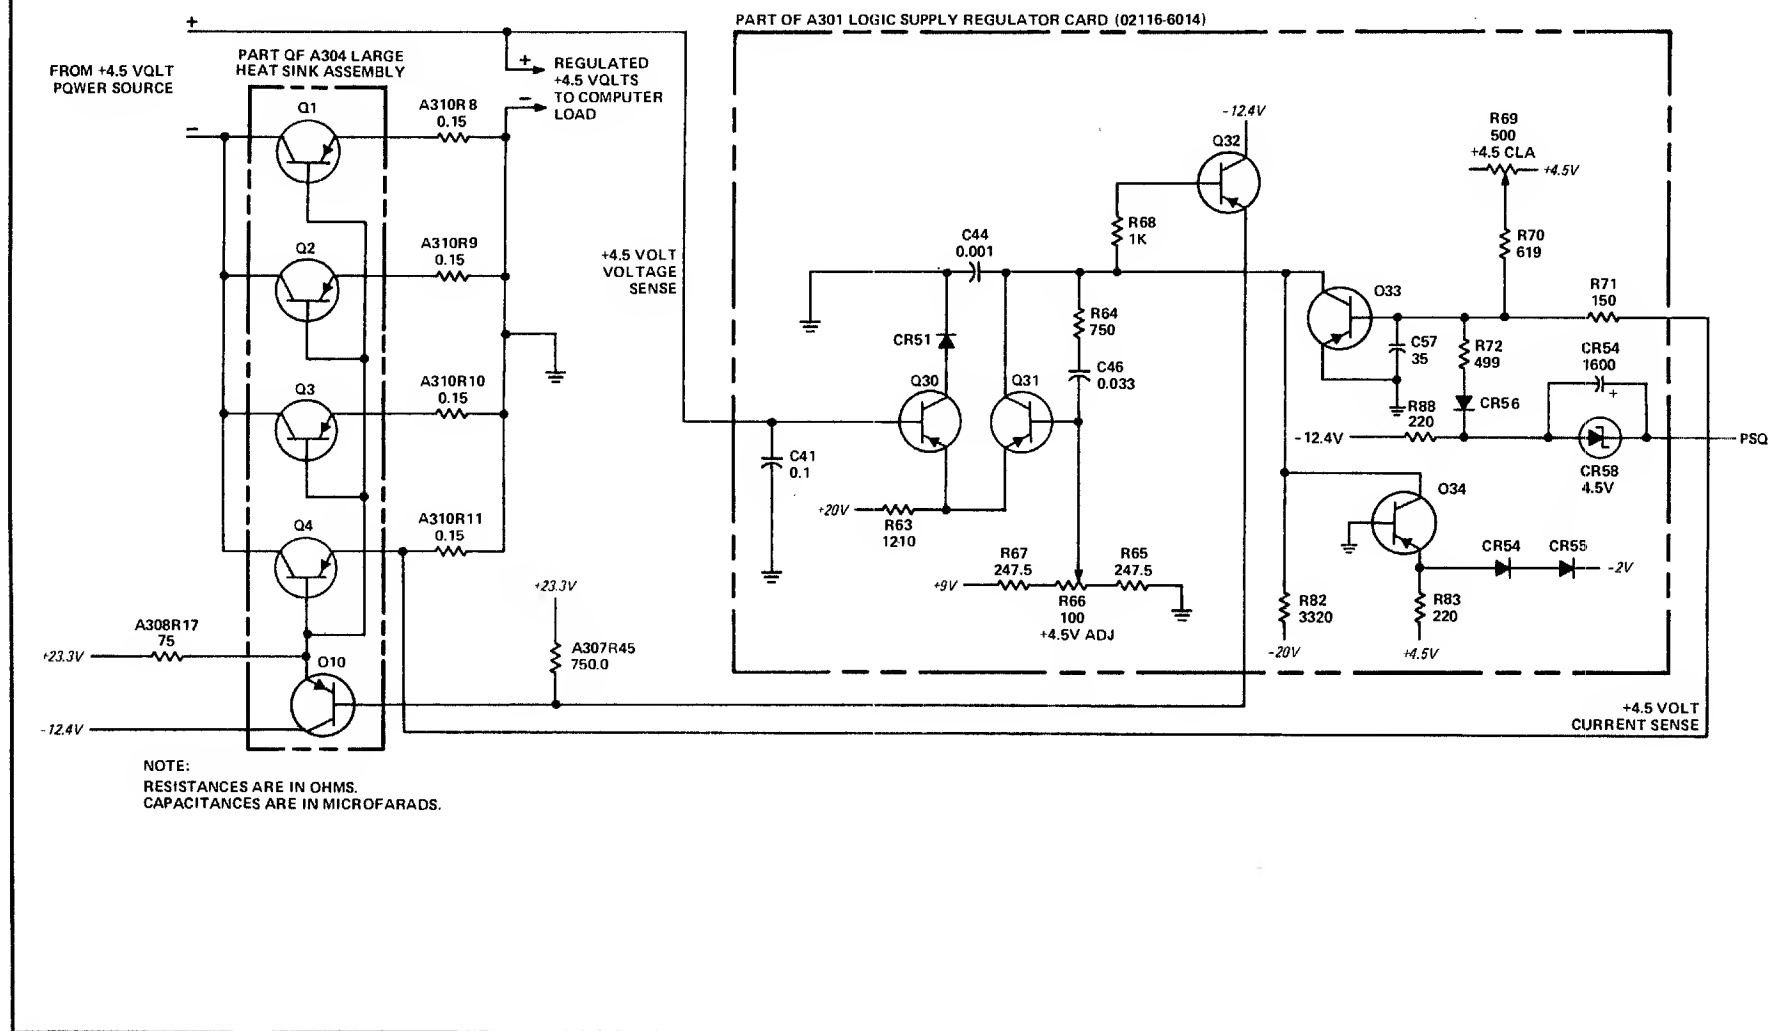 PART OF A301 LOGIC SUPPLY REGULATOR CARD (02116-6014)
+
PART QF A304 LARGE
HEAT SINK ASSEMBLY
FROM +4.5 VQLT
PQWER SOURCE
+
REGULATED
+4.5 VQLTS
TO COMPUTER
LOAD
−
−
Q1
A310R8
0.15
Q2
A310R9
0.15
Q3
A310R10
0.15
Q4
A310R11
0.15
A308R17
75
+23.3V
O10
-12.4V
+23.3V
A307R45
750.0
+4.5 VOLT
VOLTAGE
SENSE
C41
0.1
C44
0.001
CR51
Q30
Q31
+20V
R63
1210
R64
750
C46
0.033
R67
247.5
R65
247.5
+9V
R66
100
+4.5V ADJ
R68
1K
-12.4V
Q32
R69
500
+4.5 CLA
+4.5V
R70
619
R71
150
O33
C57
35
R72
499
CR54
1600
+
CR56
R88
220
-12.4V
CR58
4.5V
PSQ
O34
CR54
CR55
-2V
R82
3320
-20V
R83
220
+4.5V
+4.5 VOLT
CURRENT SENSE
NOTE:
RESISTANCES ARE IN OHMS.
CAPACITANCES ARE IN MICROFARADS.